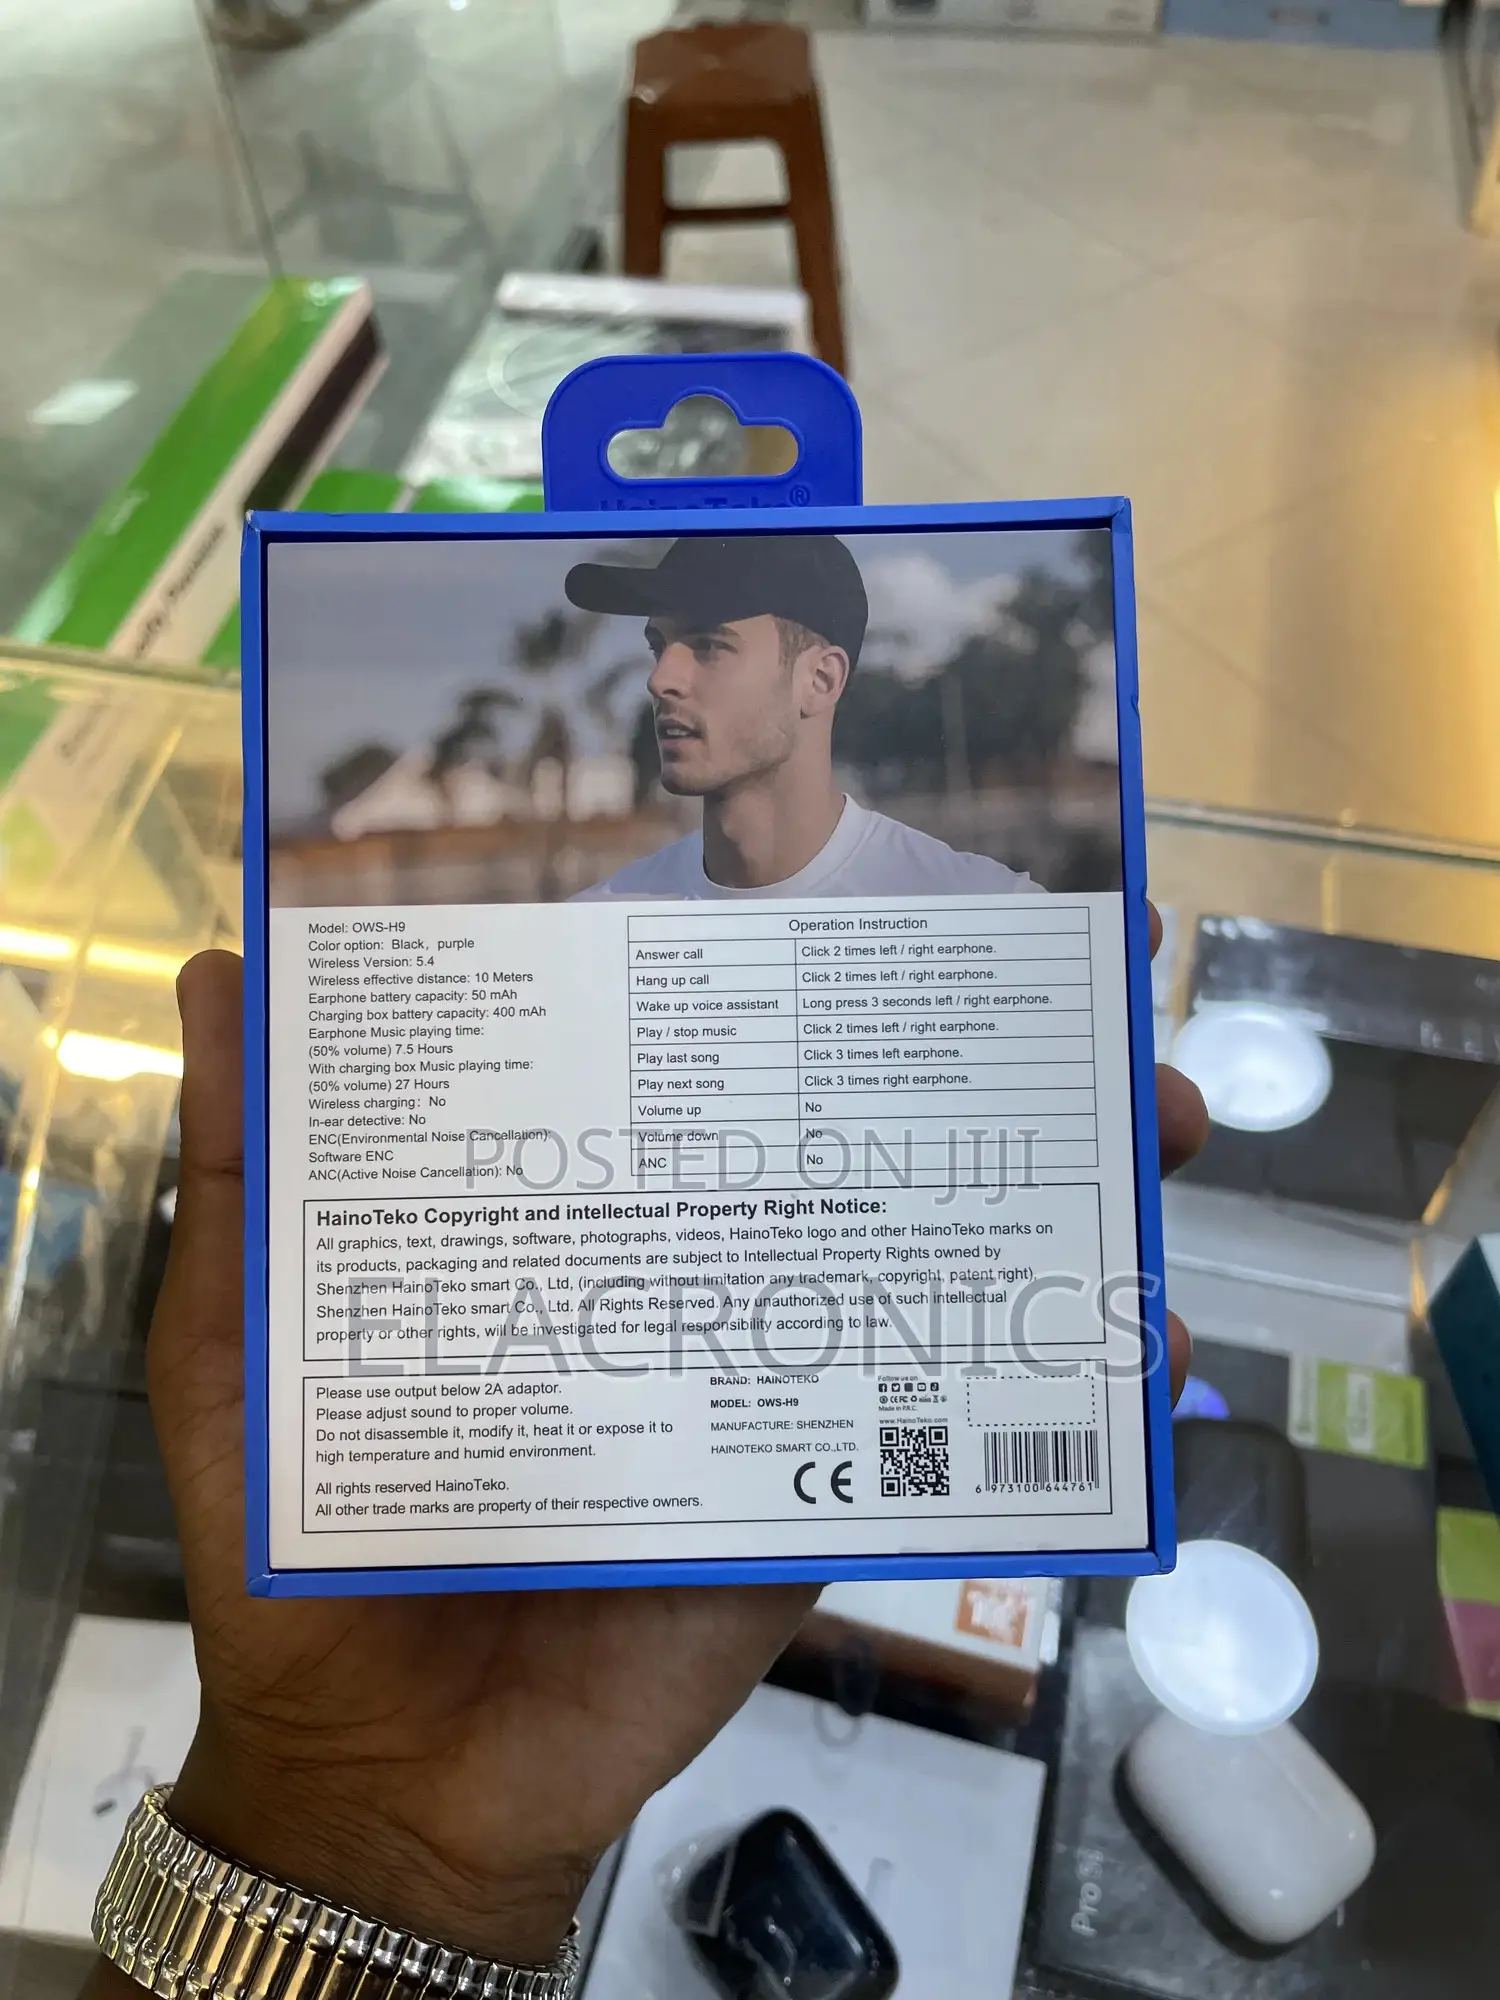 HainoTeko®
Model: OWS-H9
Color option: Black, purple
Wireless Version: 5.4
Wireless effective distance: 10 Meters
Earphone battery capacity: 50 mAh
Charging box battery capacity: 400 mAh
Earphone Music playing time:
(50% volume) 7.5 Hours
With charging box Music playing time:
(50% volume) 27 Hours
Wireless charging: No
In-ear detective: No
ENC(Environmental Noise Cancellation):
Software ENC
ANC(Active Noise Cancellation): No
Operation Instruction
Answer call Click 2 times left / right earphone.
Hang up call Click 2 times left / right earphone.
Wake up voice assistant Long press 3 seconds left / right earphone.
Play / stop music Click 2 times left / right earphone.
Play last song Click 3 times left earphone.
Play next song Click 3 times right earphone.
Volume up No
Volume down No
ANC No
POSTED ON JIJI
HainoTeko Copyright and intellectual Property Right Notice:
All graphics, text, drawings, software, photographs, videos, HainoTeko logo and other HainoTeko marks on
its products, packaging and related documents are subject to Intellectual Property Rights owned by
Shenzhen HainoTeko smart Co., Ltd, (including without limitation any trademark, copyright, patent right).
Shenzhen HainoTeko smart Co., Ltd. All Rights Reserved. Any unauthorized use of such intellectual
property or other rights, will be investigated for legal responsibility according to law.
ELACRONICS
Please use output below 2A adaptor.
Please adjust sound to proper volume.
Do not disassemble it, modify it, heat it or expose it to
high temperature and humid environment.
All rights reserved HainoTeko.
All other trade marks are property of their respective owners.
BRAND: HAINOTEKO
MODEL: OWS-H9
MANUFACTURE: SHENZHEN
HAINOTEKO SMART CO.,LTD.
CE
Follow us on
Made in P.R.C.
www.HainoTeko.com
6 973100 644761
Pro